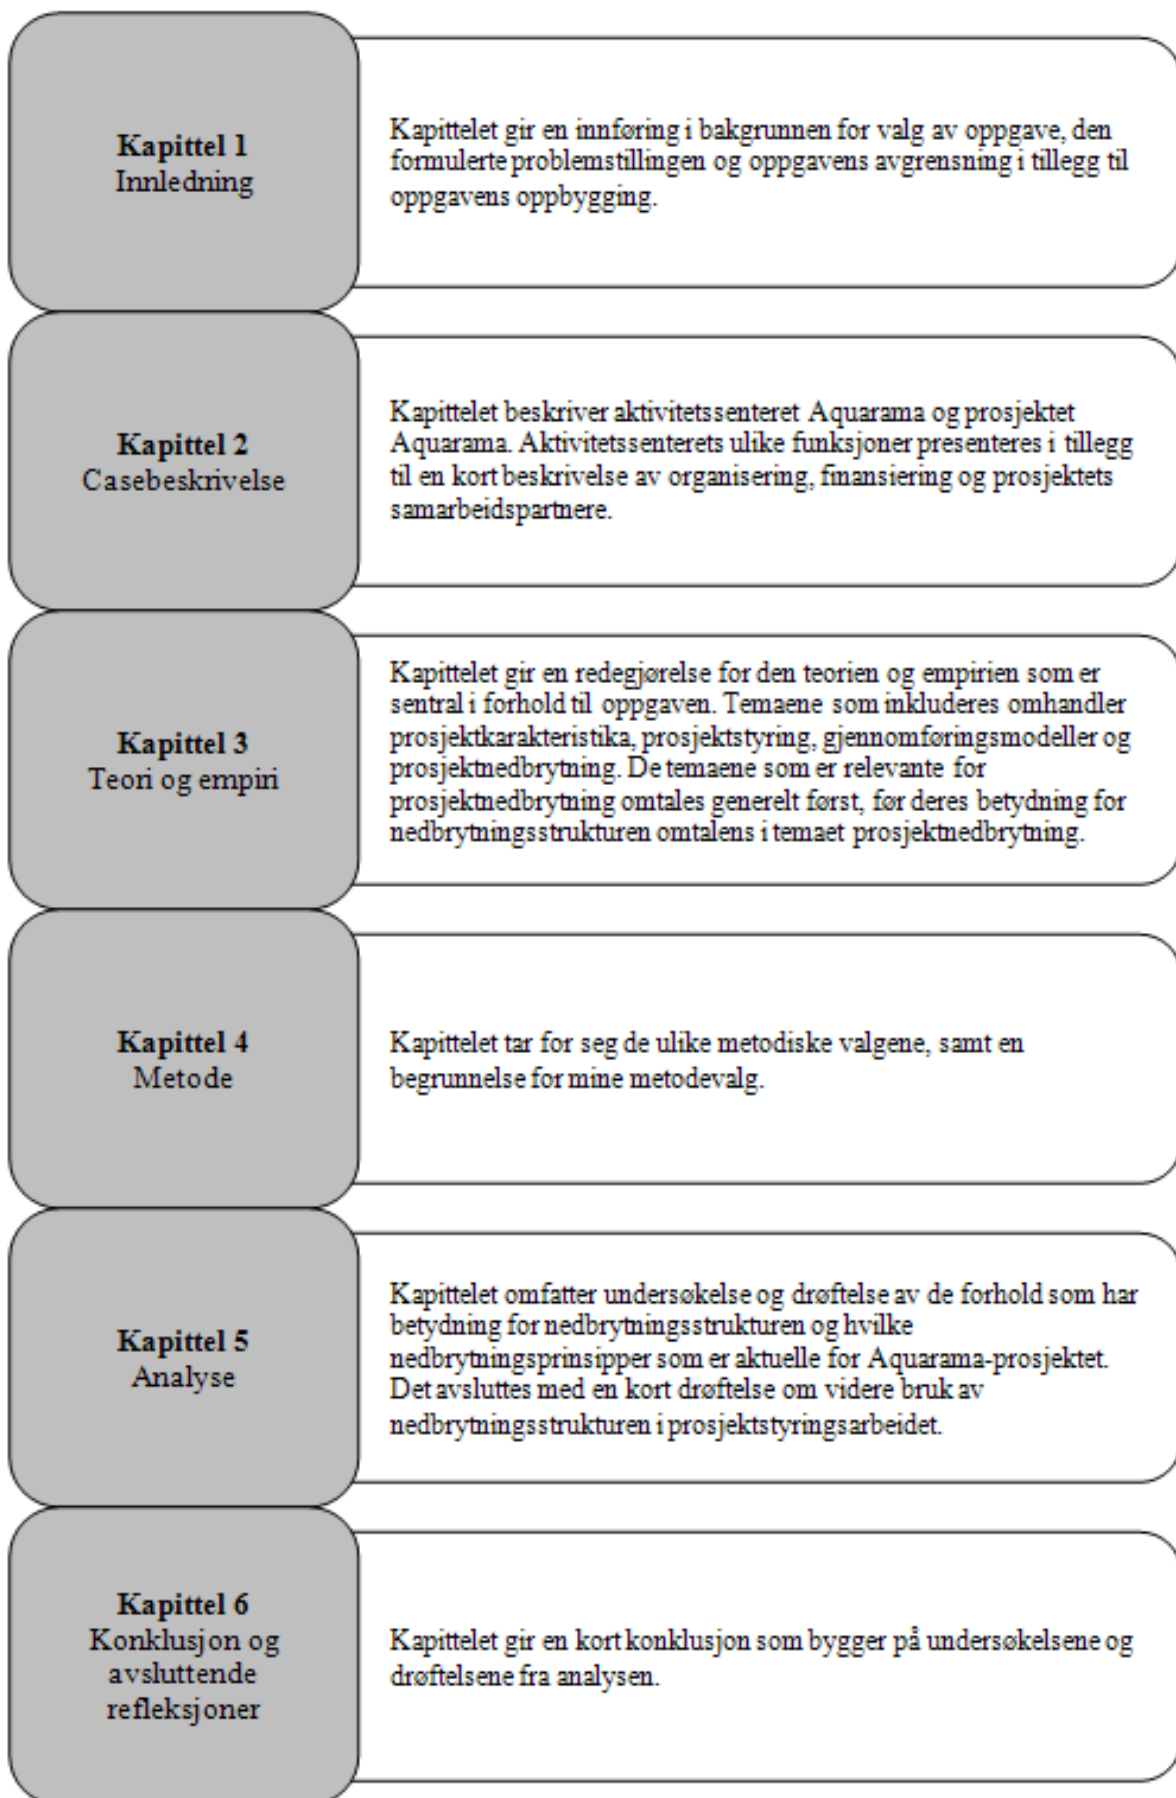 Kapittel 1
Innledning
Kapittelet gir en innføring i bakgrunnen for valg av oppgave, den
formulerte problemstillingen og oppgavens avgrensning i tillegg til
oppgavens oppbygging.
Kapittel 2
Casebeskrivelse
Kapittelet beskriver aktivitetssenteret Aquarama og prosjektet
Aquarama. Aktivitetssenterets ulike funksjoner presenteres i tillegg
til en kort beskrivelse av organisering, finansiering og prosjektets
samarbeidspartnere.
Kapittel 3
Teori og empiri
Kapittelet gir en redegjørelse for den teorien og empirien som er
sentral i forhold til oppgaven. Temaene som inkluderes omhandler
prosjektkarakteristika, prosjektstyring, gjennomføringsmodeller og
prosjektnedbrytning. De temaene som er relevante for
prosjektnedbrytning omtales generelt først, før deres betydning for
nedbrytningsstrukturen omtalens i temaet prosjektnedbrytning.
Kapittel 4
Metode
Kapittelet tar for seg de ulike metodiske valgene, samt en
begrunnelse for mine metodevalg.
Kapittel 5
Analyse
Kapittelet omfatter undersøkelse og drøftelse av de forhold som har
betydning for nedbrytningsstrukturen og hvilke
nedbrytningsprinsipper som er aktuelle for Aquarama-prosjektet.
Det avsluttes med en kort drøftelse om videre bruk av
nedbrytningsstrukturen i prosjektstyringsarbeidet.
Kapittel 6
Konklusjon og
avsluttende
refleksjoner
Kapittelet gir en kort konklusjon som bygger på undersøkelsene og
drøftelsene fra analysen.